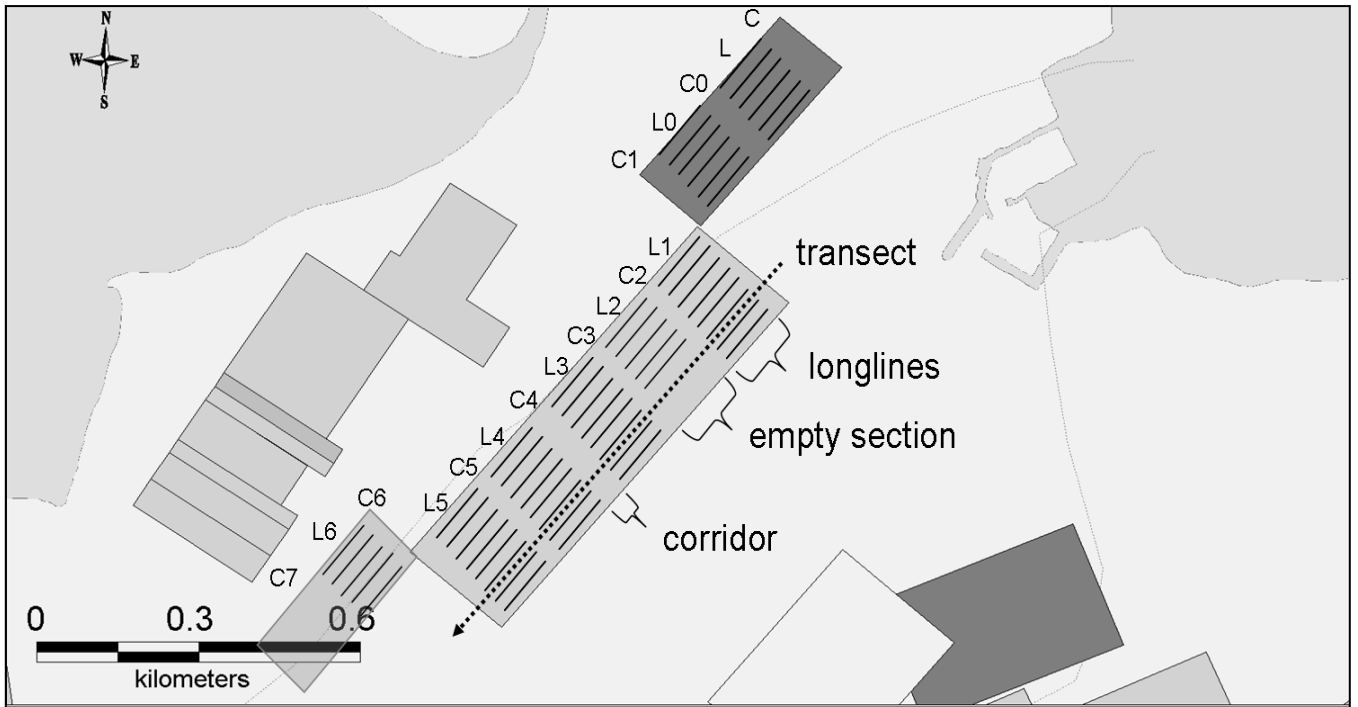 N
W E
S
C
L
C0
L0
C1
L1
transect
C2
L2
C3
L3
longlines
C4
L4
empty section
C5
L5
C6
L6
corridor
C7
0 0.3 0.6
kilometers